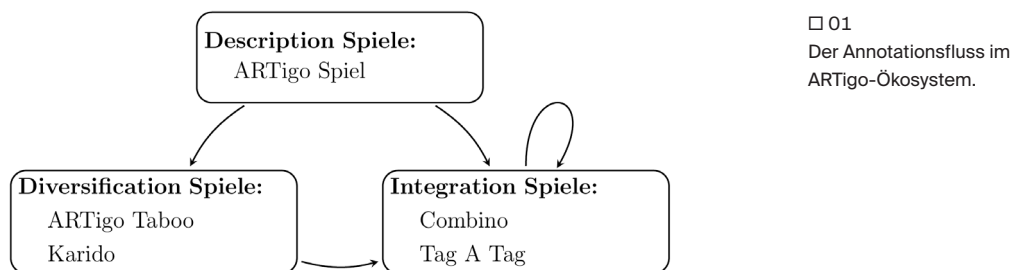 Description Spiele:
ARTigo Spiel
Diversification Spiele:
ARTigo Taboo
Karido
Integration Spiele:
Combino
Tag A Tag
□ 01
Der Annotationsfluss im
ARTigo-Ökosystem.